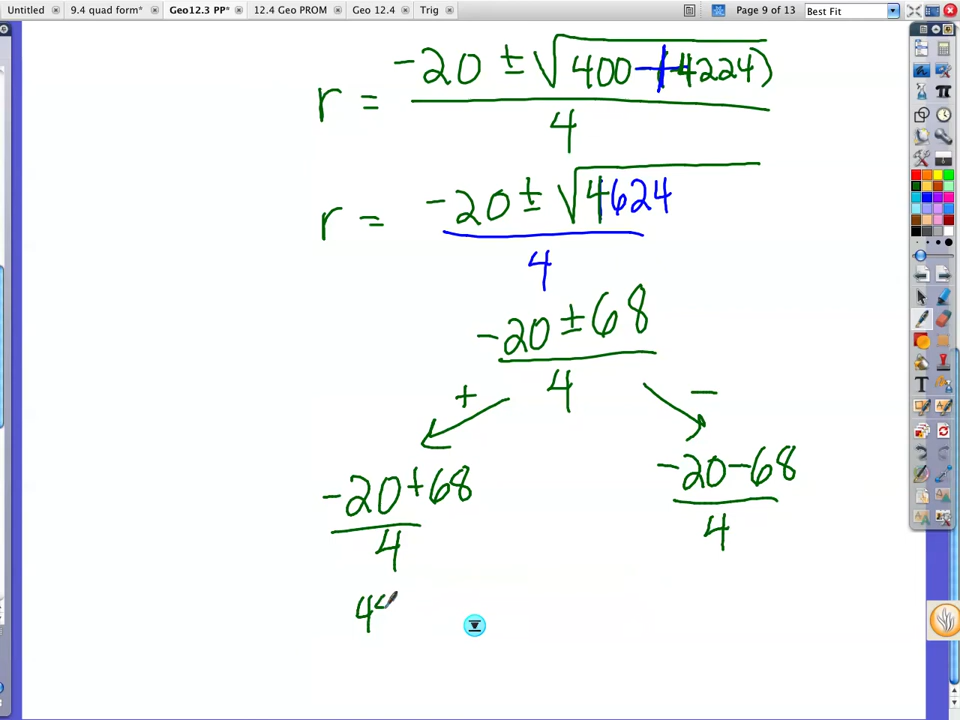 Untitled 9.4 quad form* Geo12.3 PP* 12.4 Geo PROM Geo 12.4 Trig Page 9 of 13 Best Fit
r = -20 ± √400-(-4224) / 4
r = -20 ± √4624 / 4
-20 ± 68 / 4
+ -
-20+68 / 4 -20-68 / 4
4